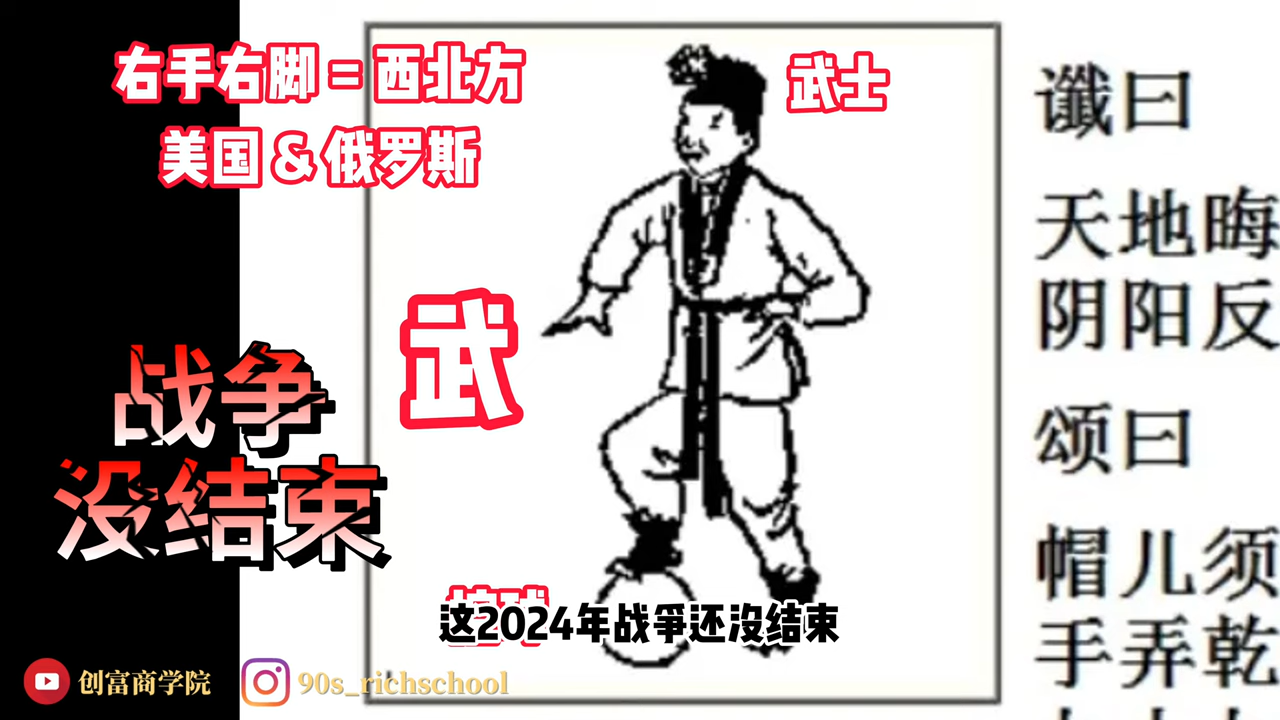 右手右脚=西北方
美国&俄罗斯
武士
武
战争
没结束
谶曰
天地晦
阴阳反
颂曰
帽儿须
手弄乾
这2024年战争还没结束
创富商学院
90s_richschool